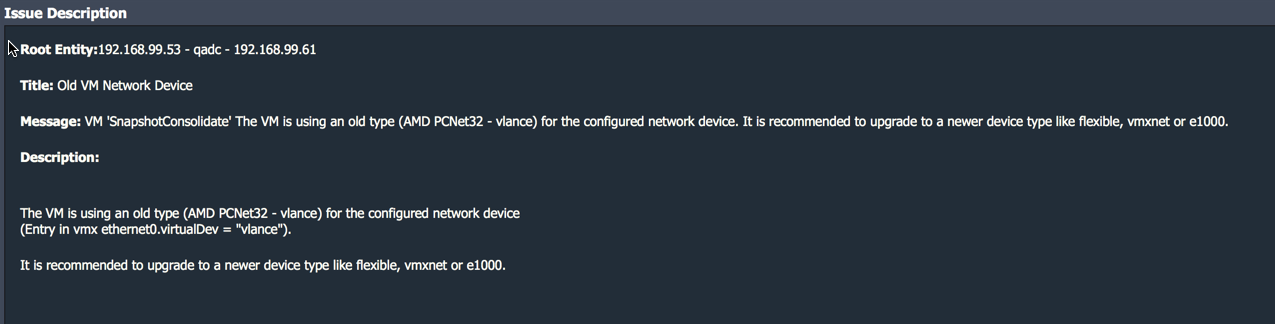 Issue Description
Root Entity:192.168.99.53 - qadc - 192.168.99.61
Title: Old VM Network Device
Message: VM 'SnapshotConsolidate' The VM is using an old type (AMD PCNet32 - vlance) for the configured network device. It is recommended to upgrade to a newer device type like flexible, vmxnet or e1000.
Description:
The VM is using an old type (AMD PCNet32 - vlance) for the configured network device
(Entry in vmx ethernet0.virtualDev = "vlance").
It is recommended to upgrade to a newer device type like flexible, vmxnet or e1000.